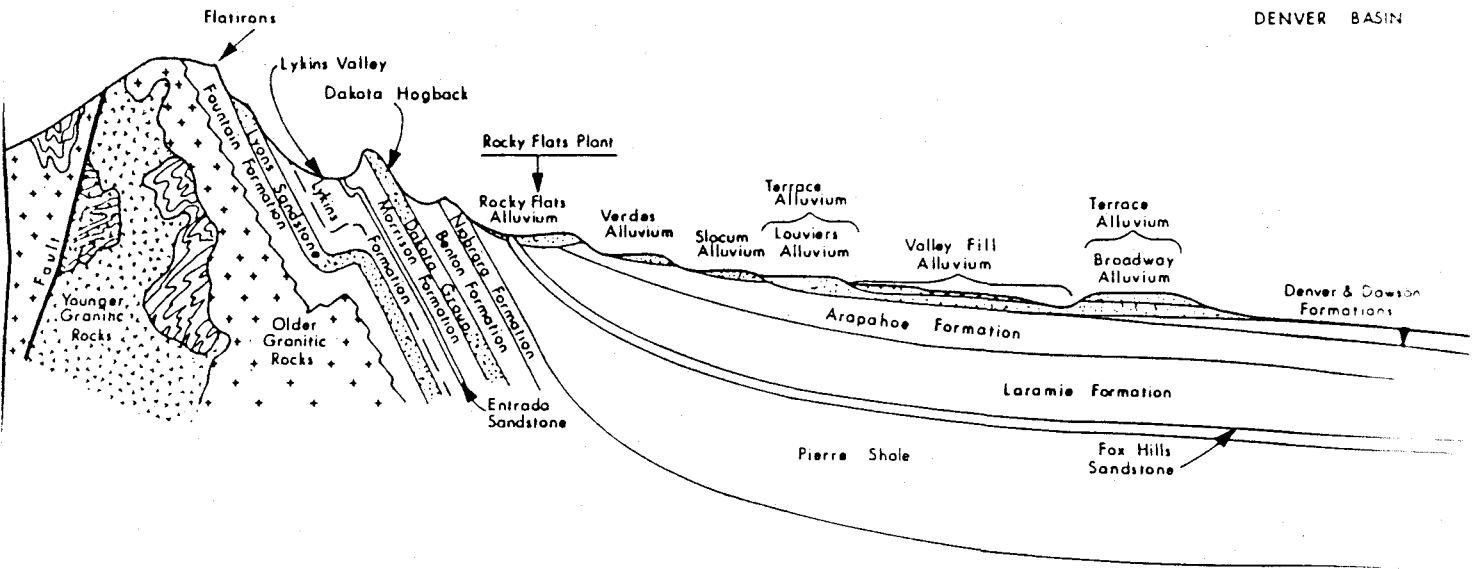 DENVER BASIN
Flatirons
Lykins Valley
Dakota Hogback
Rocky Flats Plant
Rocky Flats
Alluvium
Verdos
Alluvium
Slocum
Alluvium
Terrace
Alluvium
Louviers
Alluvium
Valley Fill
Alluvium
Terrace
Alluvium
Broadway
Alluvium
Denver & Dawson
Formations
Fountain Formation
Lyons Sandstone
Lykins Formation
Morrison Formation
Dakota Group
Benton Formation
Niobrara Formation
Fault
Younger
Granitic
Rocks
Older
Granitic
Rocks
Entrada
Sandstone
Arapahoe Formation
Laramie Formation
Pierre Shale
Fox Hills
Sandstone